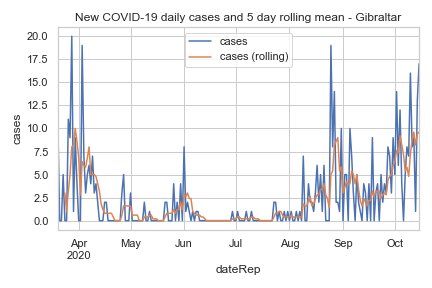 New COVID-19 daily cases and 5 day rolling mean - Gibraltar
cases
cases (rolling)
20.0
17.5
15.0
12.5
10.0
7.5
5.0
2.5
0.0
cases
Apr May Jun Jul Aug Sep Oct
2020
dateRep